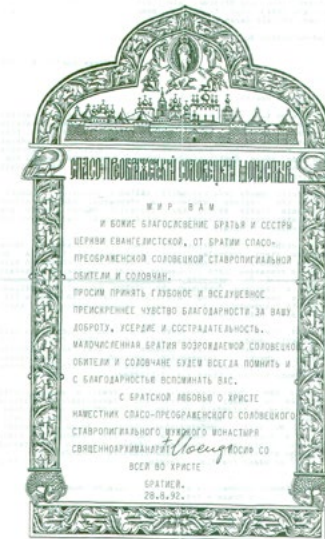 СПАСО-ПРЕОБРАЖЕНСКИЙ СОЛОВЕЦКИЙ МОНАСТЫРЬ
МИР ВАМ
И БОЖИЕ БЛАГОСЛОВЕНИЕ БРАТЬЯ И СЕСТРЫ
ЦЕРКВИ ЕВАНГЕЛИСТСКОЙ, ОТ БРАТИИ СПАСО-
ПРЕОБРАЖЕНСКОЙ СОЛОВЕЦКОЙ СТАВРОПИГИАЛЬНОЙ
ОБИТЕЛИ И СОЛОВЧАН.
ПРОСИМ ПРИНЯТЬ ГЛУБОКОЕ И ВСЕДУШЕВНОЕ
ПРЕИСКРЕННЕЕ ЧУВСТВО БЛАГОДАРНОСТИ ЗА ВАШУ
ДОБРОТУ, УСЕРДИЕ И СОСТРАДАТЕЛЬНОСТЬ.
МАЛОЧИСЛЕННАЯ БРАТИЯ ВОЗРОЖДАЕМОЙ СОЛОВЕЦКОЙ
ОБИТЕЛИ И СОЛОВЧАНЕ БУДЕМ ВСЕГДА ПОМНИТЬ И
С БЛАГОДАРНОСТЬЮ ВСПОМИНАТЬ ВАС.
С БРАТСКОЙ ЛЮБОВЬЮ О ХРИСТЕ
НАМЕСТНИК СПАСО-ПРЕОБРАЖЕНСКОГО СОЛОВЕЦКОГО
СТАВРОПИГИАЛЬНОГО МУЖСКОГО МОНАСТЫРЯ
СВЯЩЕННОАРХИМАНДРИТ ИОСИФ СО
ВСЕЙ ВО ХРИСТЕ
БРАТИЕЙ.
28.8.92.